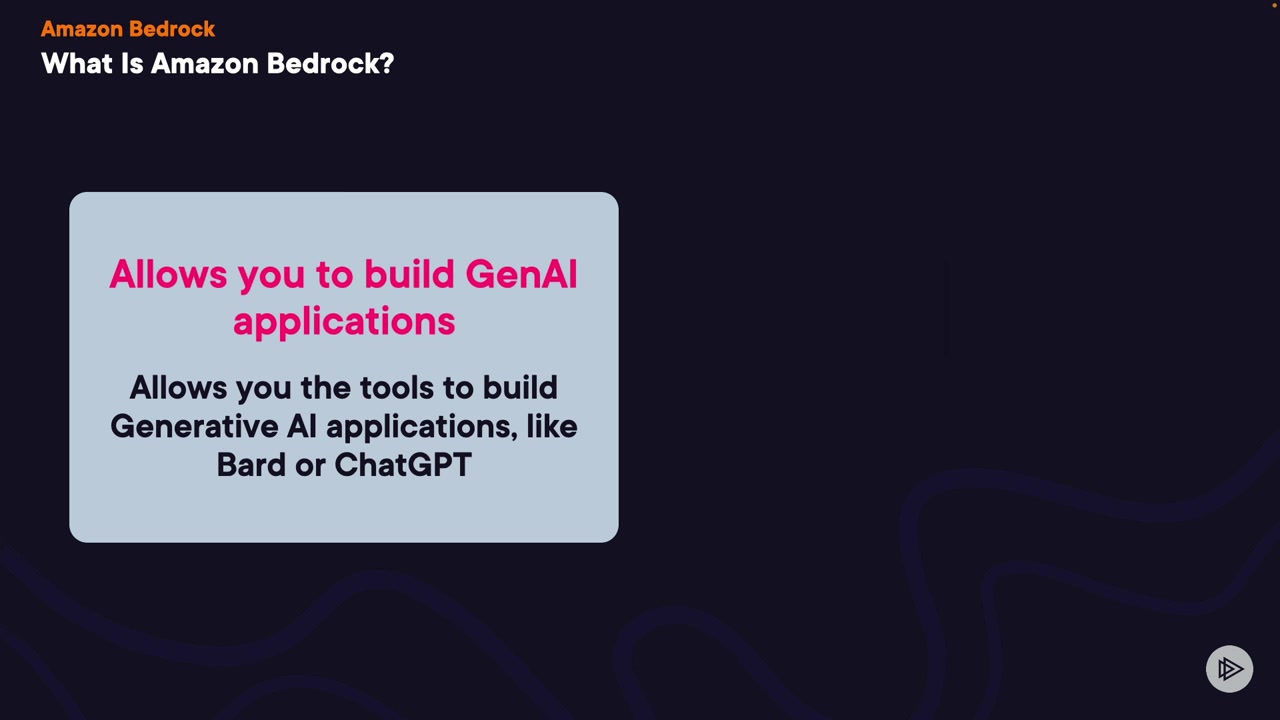 Amazon Bedrock
What Is Amazon Bedrock?
Allows you to build GenAI
applications
Allows you the tools to build
Generative AI applications, like
Bard or ChatGPT